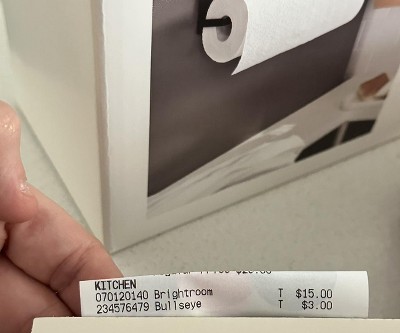 KITCHEN
070120140 Brightroom T $15.00
234576479 Bullseye T $3.00